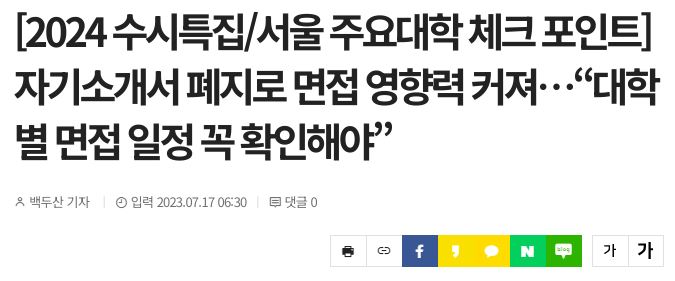 [2024 수시특집/서울 주요대학 체크 포인트]
자기소개서 폐지로 면접 영향력 커져…“대학
별 면접 일정 꼭 확인해야”
백두산 기자 입력 2023.07.17 06:30 댓글 0
f N blog 가 가